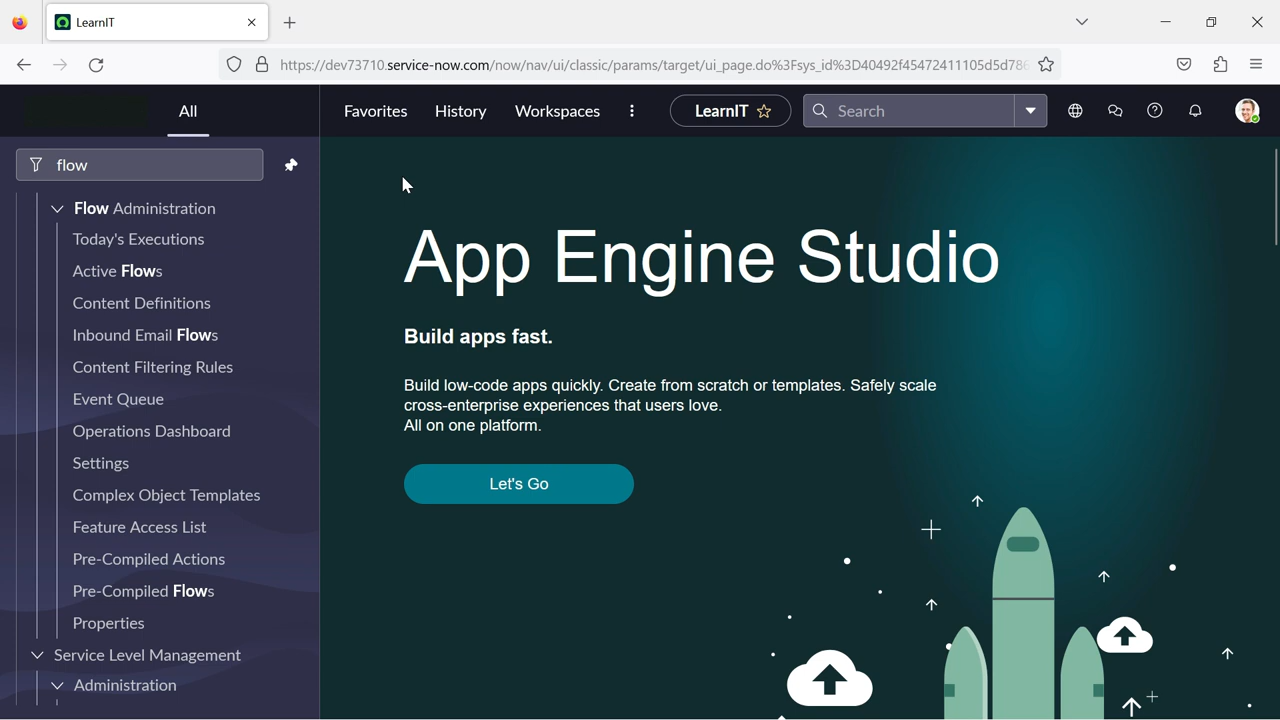 LearnIT
https://dev73710.service-now.com/now/nav/ui/classic/params/target/ui_page.do%3Fsys_id%3D40492f45472411105d5d78
All
Favorites
History
Workspaces
LearnIT
Search
flow
Flow Administration
Today's Executions
Active Flows
Content Definitions
Inbound Email Flows
Content Filtering Rules
Event Queue
Operations Dashboard
Settings
Complex Object Templates
Feature Access List
Pre-Compiled Actions
Pre-Compiled Flows
Properties
Service Level Management
Administration
App Engine Studio
Build apps fast.
Build low-code apps quickly. Create from scratch or templates. Safely scale
cross-enterprise experiences that users love.
All on one platform.
Let's Go